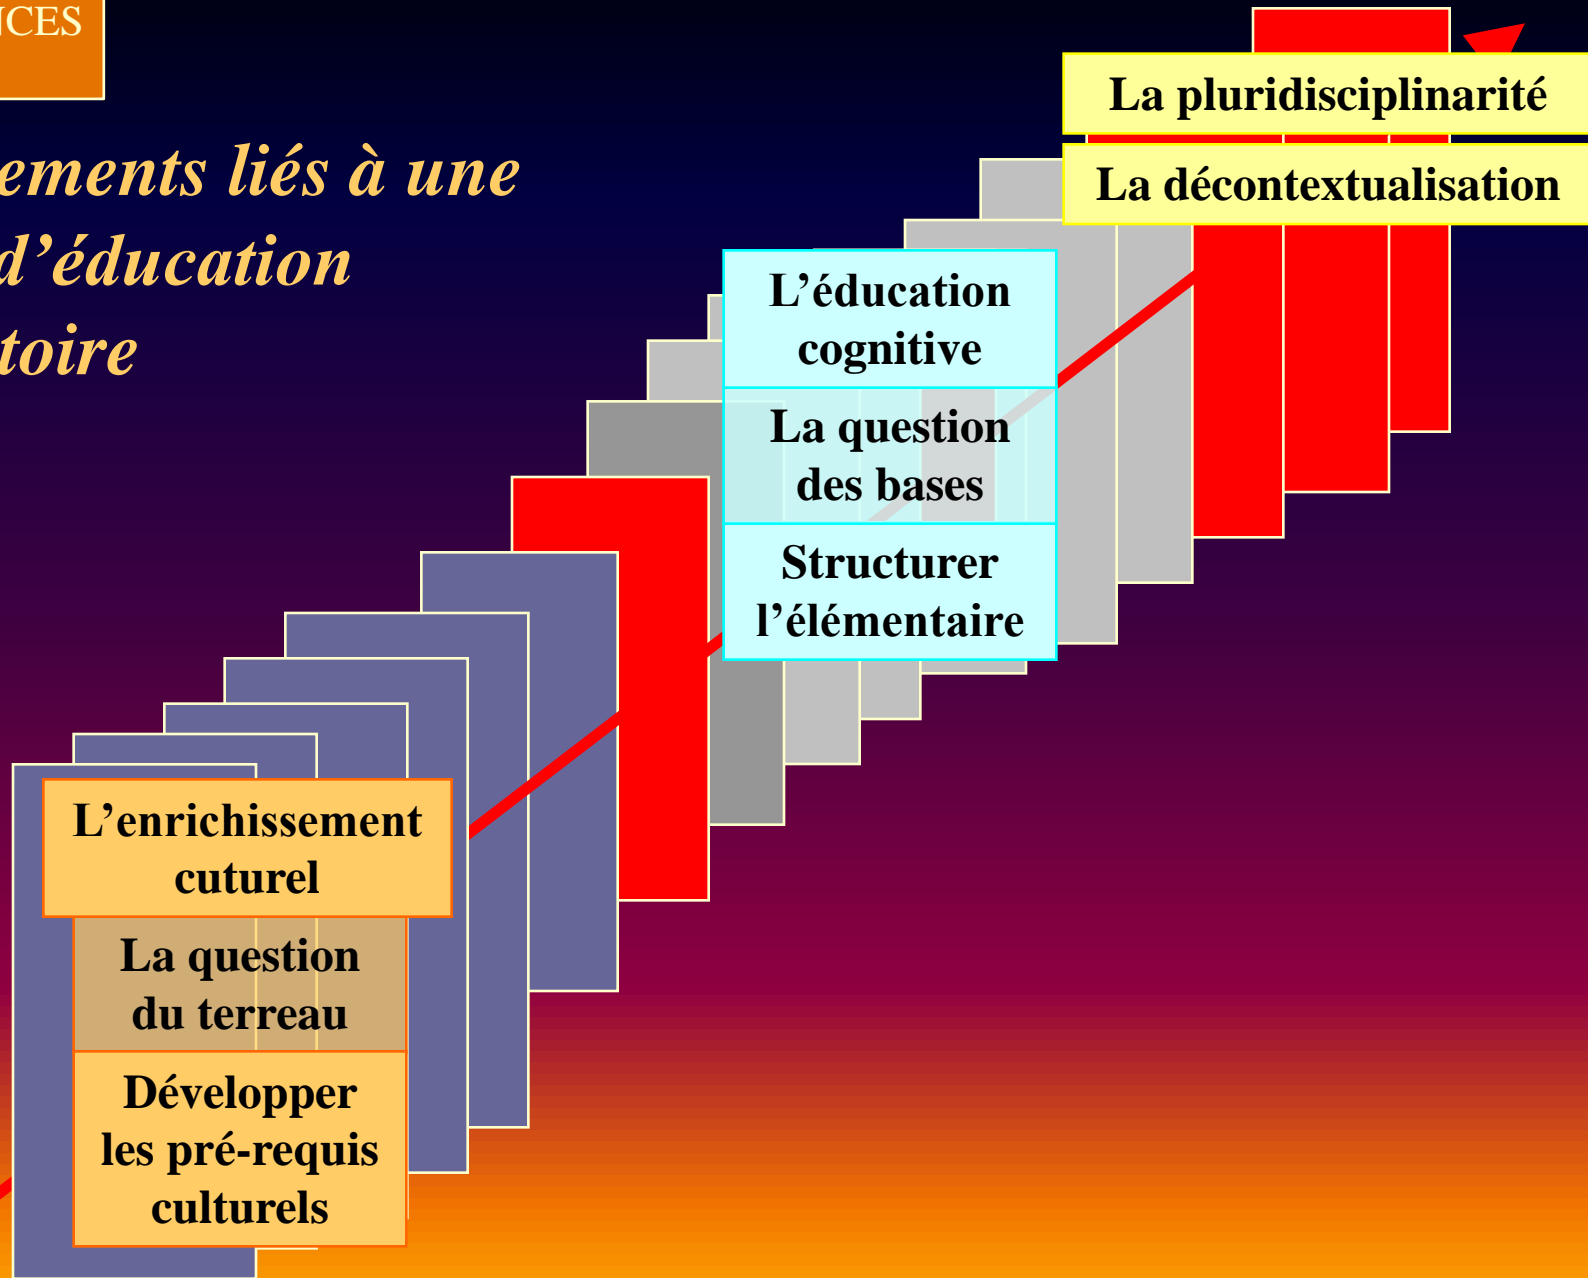 NCES
ements liés à une
d’éducation
toire
La pluridisciplinarité
La décontextualisation
L’éducation
cognitive
La question
des bases
Structurer
l’élémentaire
L’enrichissement
cuturel
La question
du terreau
Développer
les pré-requis
culturels